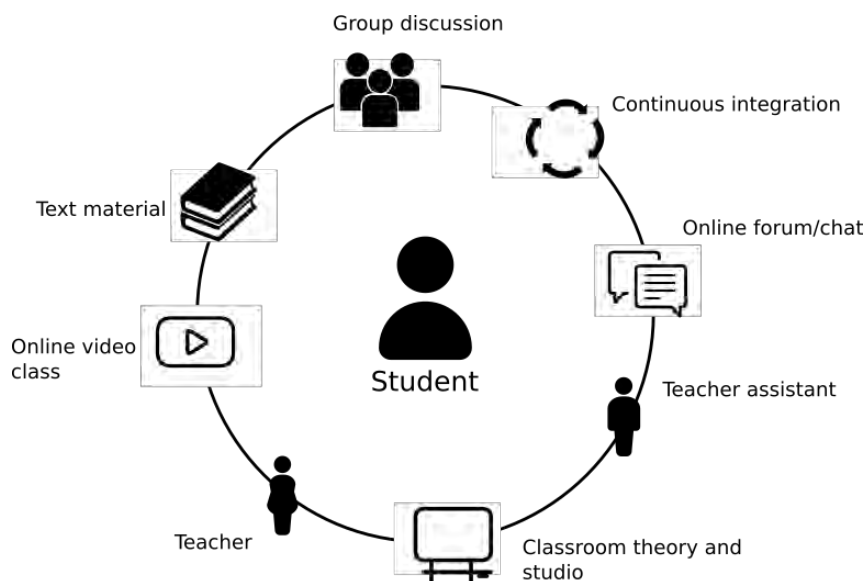 Group discussion
Continuous integration
Text material
Online forum/chat
Online video
class
Student
Teacher assistant
Teacher
Classroom theory and
studio